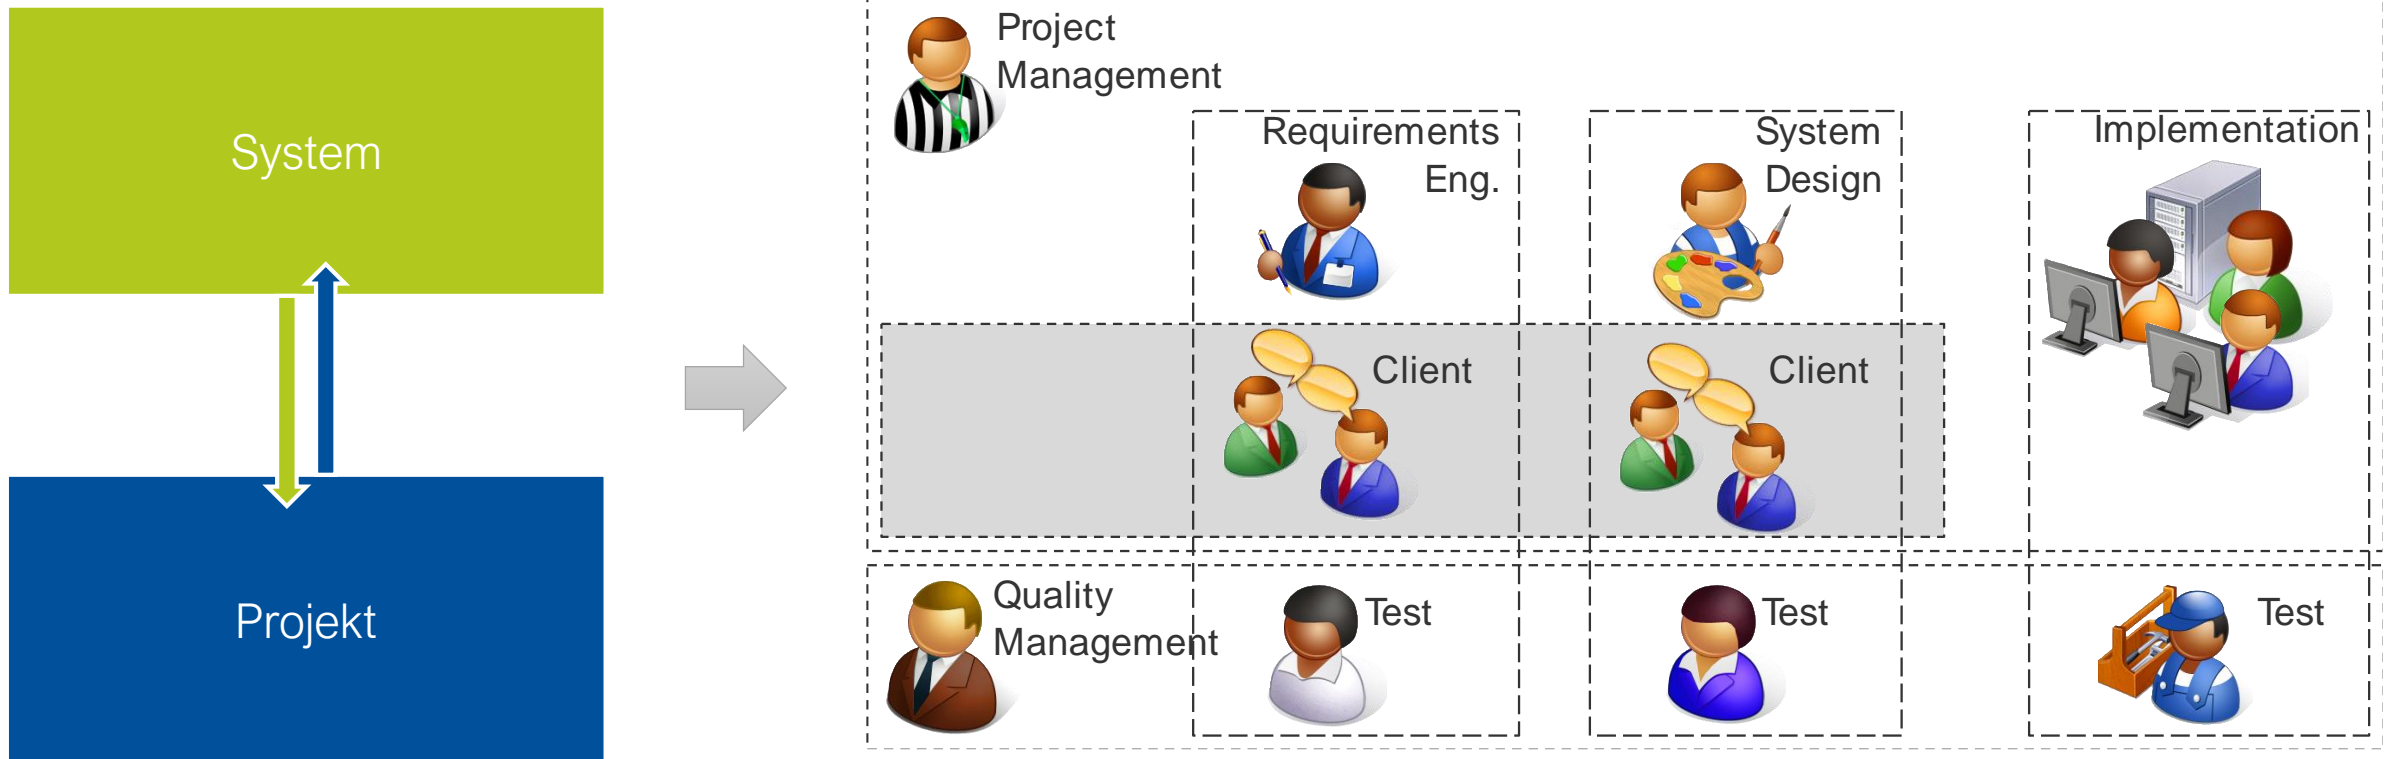 System
Projekt
Project
Management
Requirements
Eng.
System
Design
Implementation
Client
Client
Quality
Management
Test
Test
Test